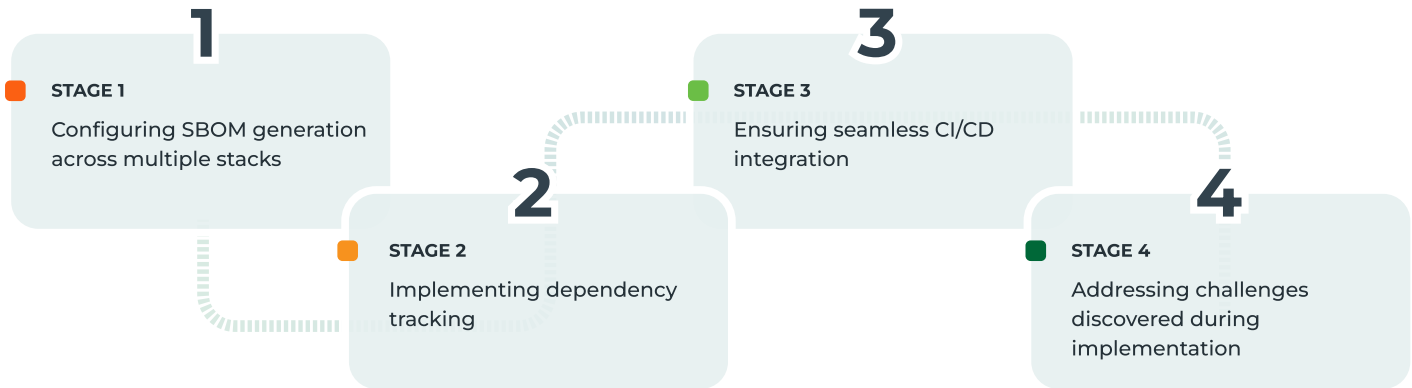 1
STAGE 1
Configuring SBOM generation
across multiple stacks
2
STAGE 2
Implementing dependency
tracking
3
STAGE 3
Ensuring seamless CI/CD
integration
4
STAGE 4
Addressing challenges
discovered during
implementation